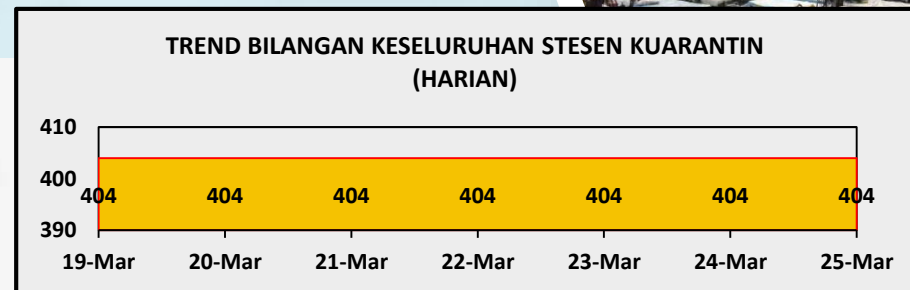 TREND BILANGAN KESELURUHAN STESEN KUARANTIN
(HARIAN)
410
400
390
404 404 404 404 404 404 404
19-Mar 20-Mar 21-Mar 22-Mar 23-Mar 24-Mar 25-Mar